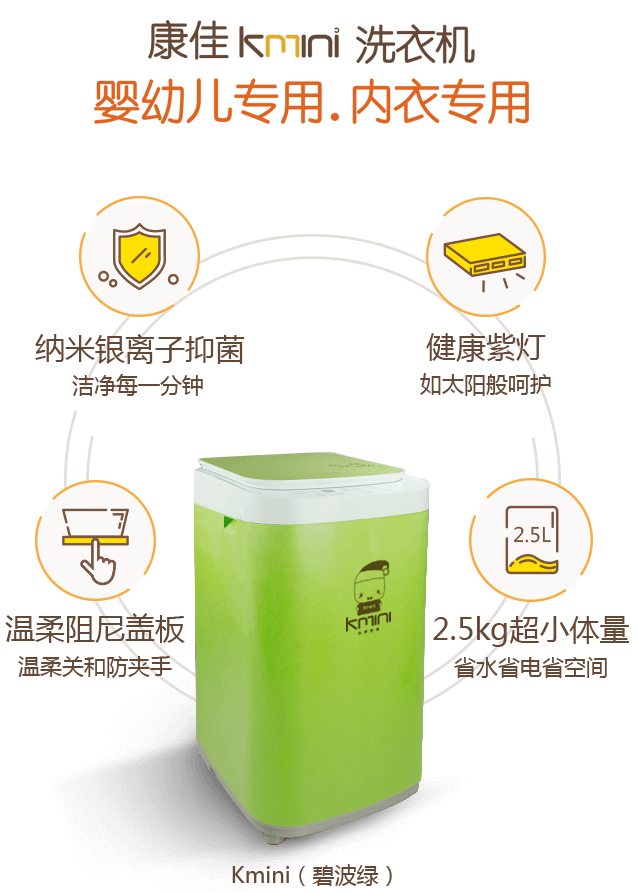 康佳 kmini 洗衣机
婴幼儿专用.内衣专用
纳米银离子抑菌
洁净每一分钟
健康紫灯
如太阳般呵护
2.5L
温柔阻尼盖板
温柔关和防夹手
2.5kg超小体量
省水省电省空间
kmini
kmini
Kmini（碧波绿）